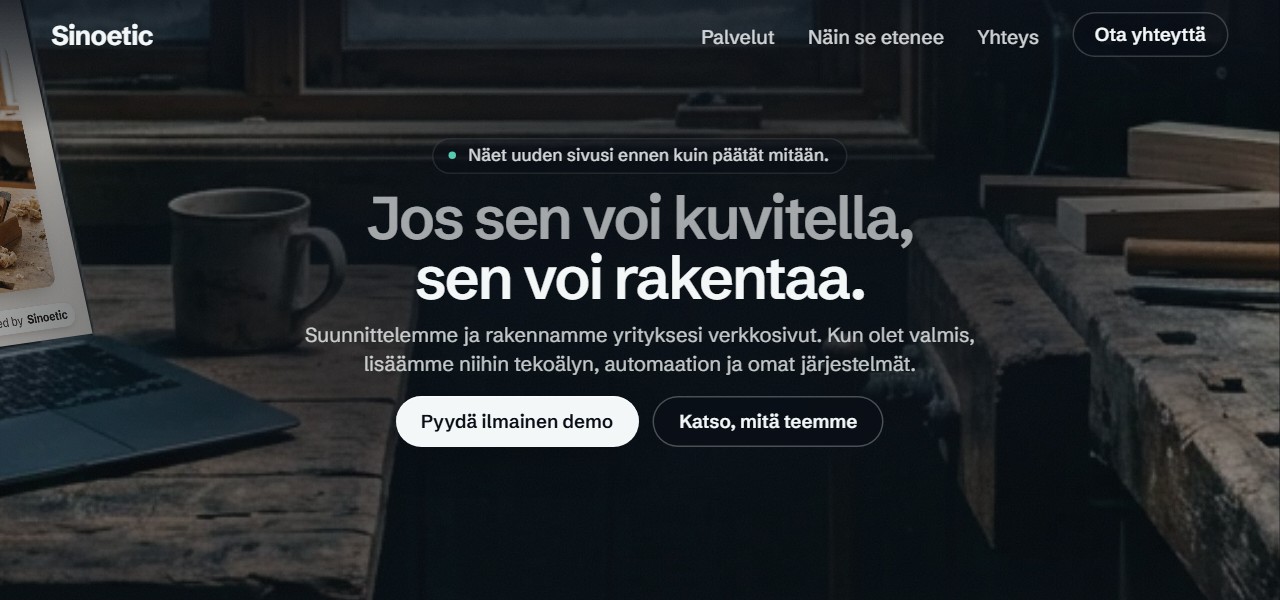 Sinoetic
Palvelut
Näin se etenee
Yhteys
Ota yhteyttä
Näet uuden sivusi ennen kuin päätät mitään.
Jos sen voi kuvitella,
sen voi rakentaa.
Suunnittelemme ja rakennamme yrityksesi verkkosivut. Kun olet valmis,
lisäämme niihin tekoälyn, automaation ja omat järjestelmät.
Pyydä ilmainen demo
Katso, mitä teemme
by Sinoetic